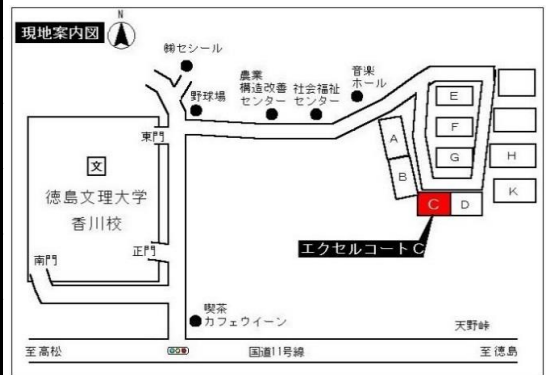 現地案内図
N
㈱セシール
野球場
農業
構造改善
センター
社会福祉
センター
音楽
ホール
東門
文
徳島文理大学
香川校
正門
南門
A
B
E
F
G
H
K
C
D
エクセルコートC
喫茶
カフェウイーン
天野峠
至高松
国道11号線
至徳島